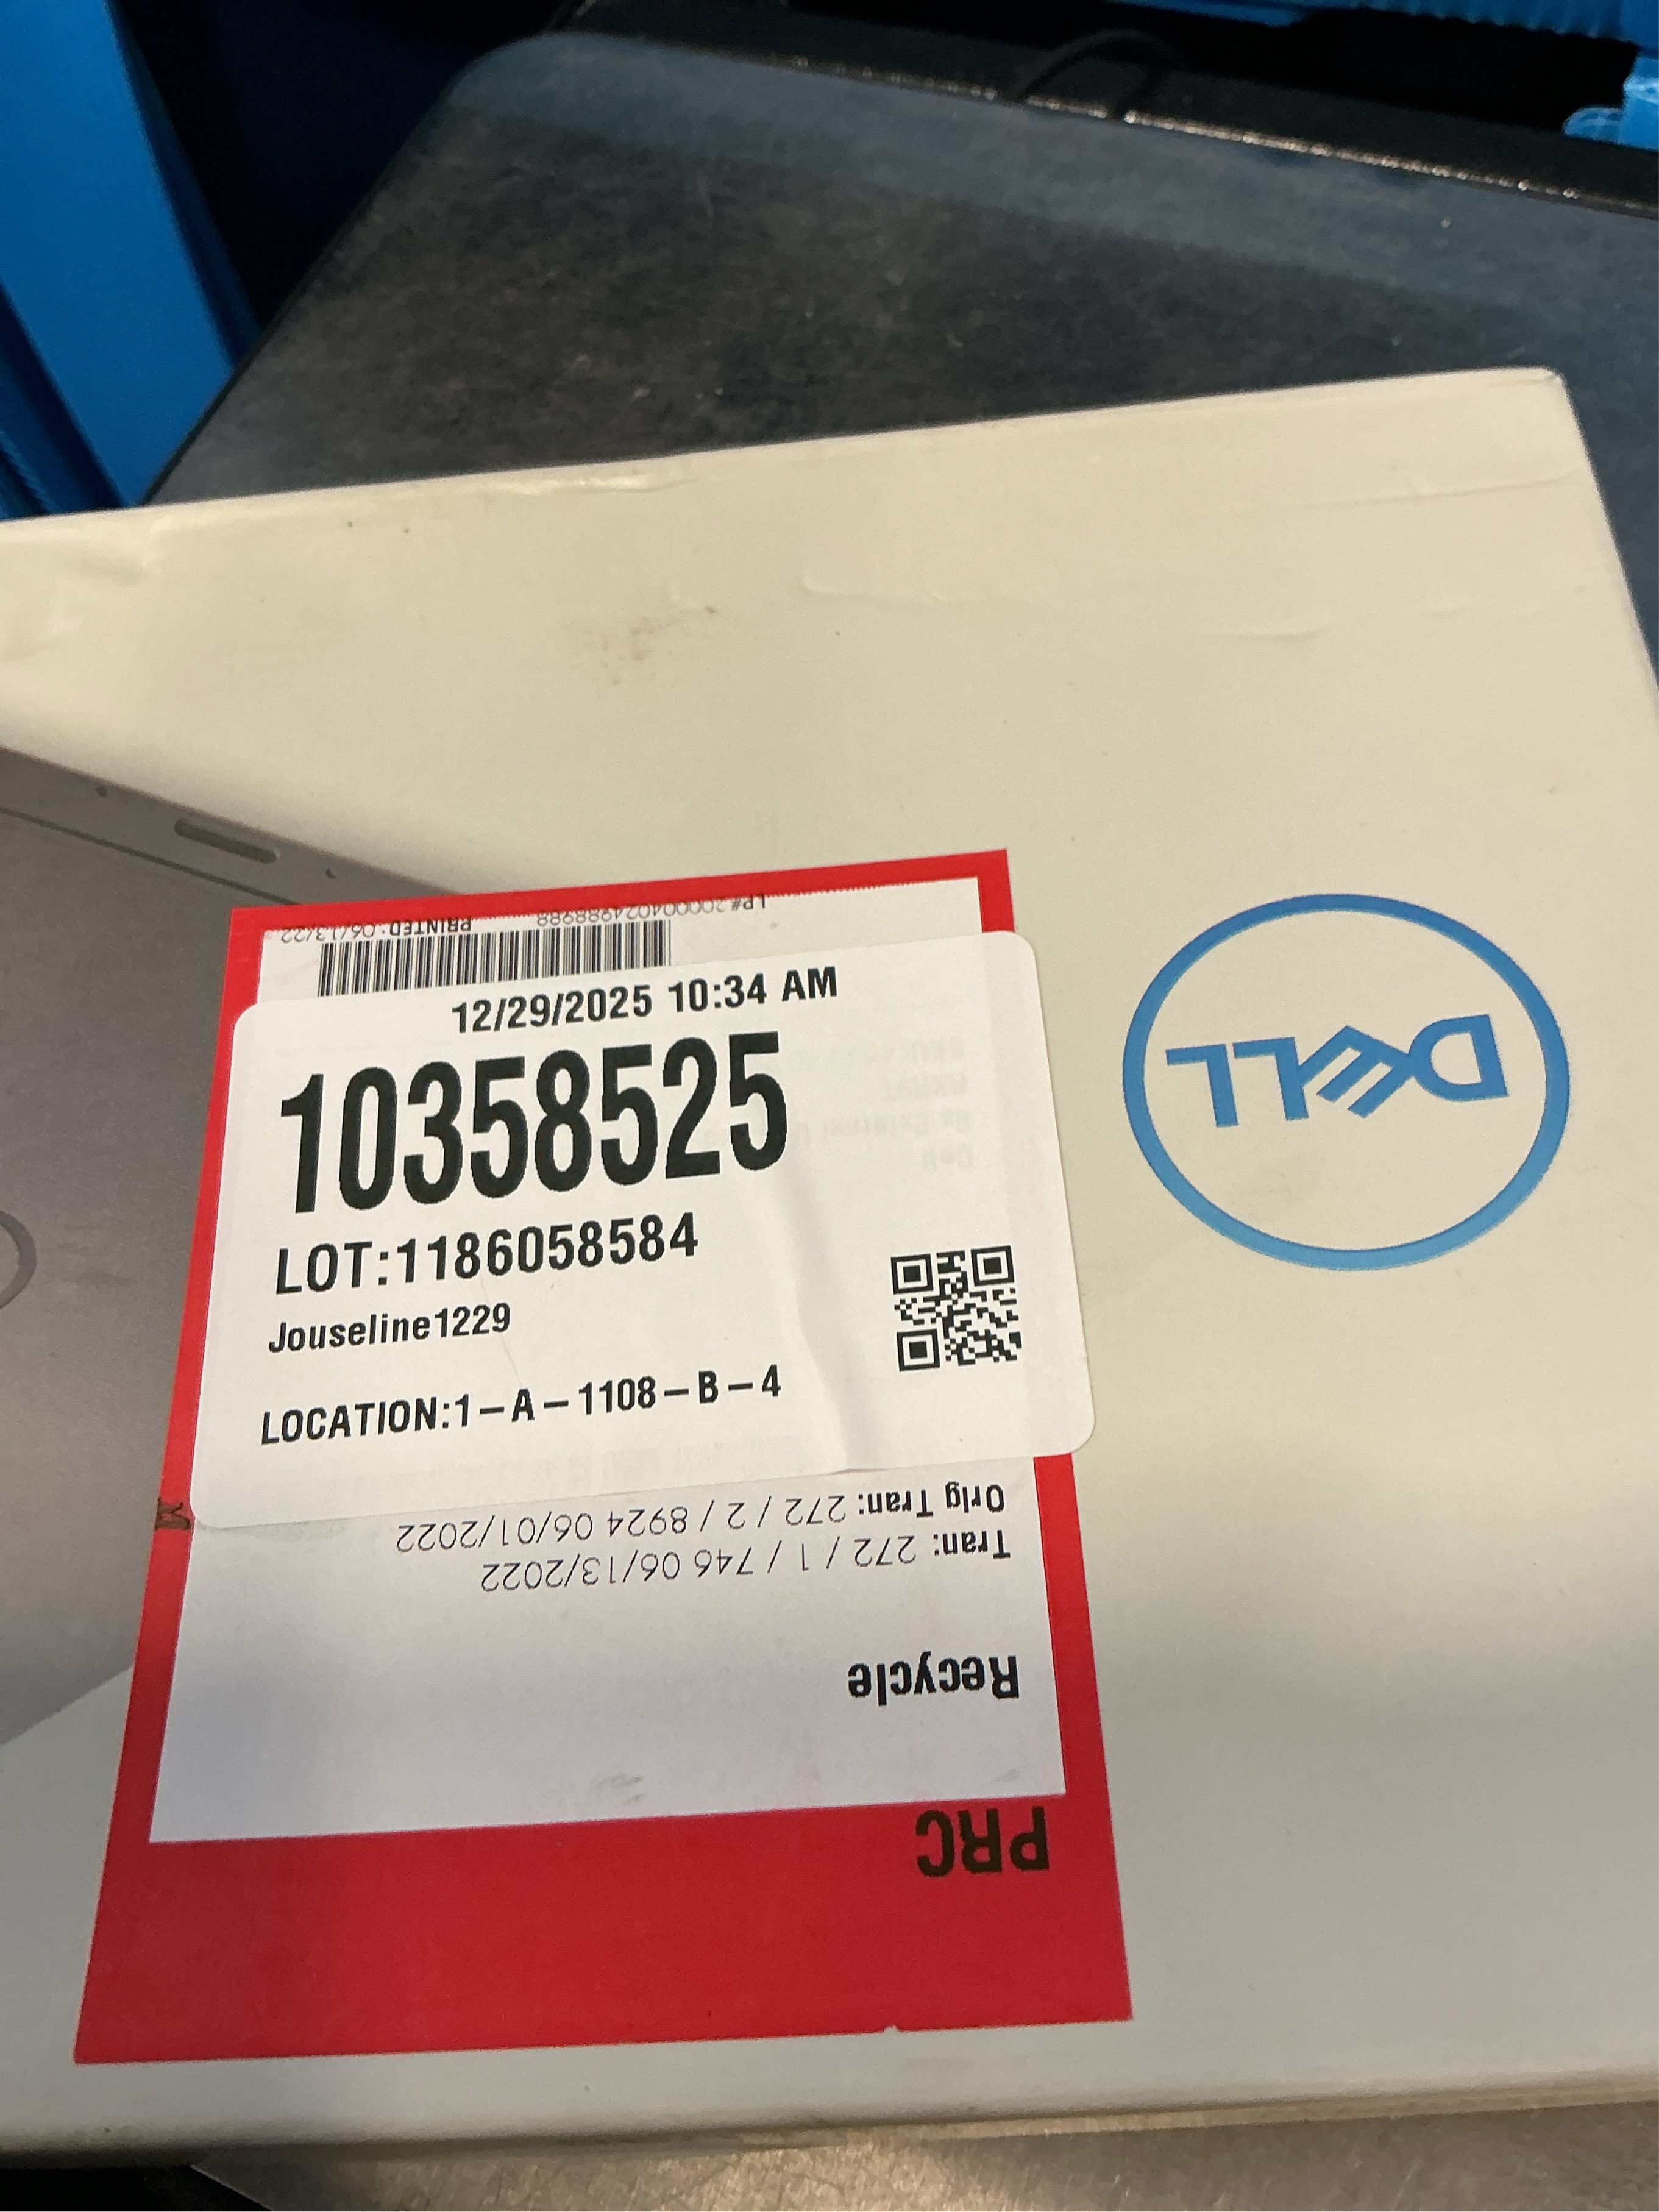 12/29/2025 10:34 AM
10358525
LOT:1186058584
Jouseline1229
LOCATION:1-A-1108-B-4
DELL
PRC
Recycle
Tran: 272 / 1 / 746 06/13/2022
Orig Tran: 272 / 2 / 8924 06/01/2022
Dell
LP# PRINTED: 06/13/22